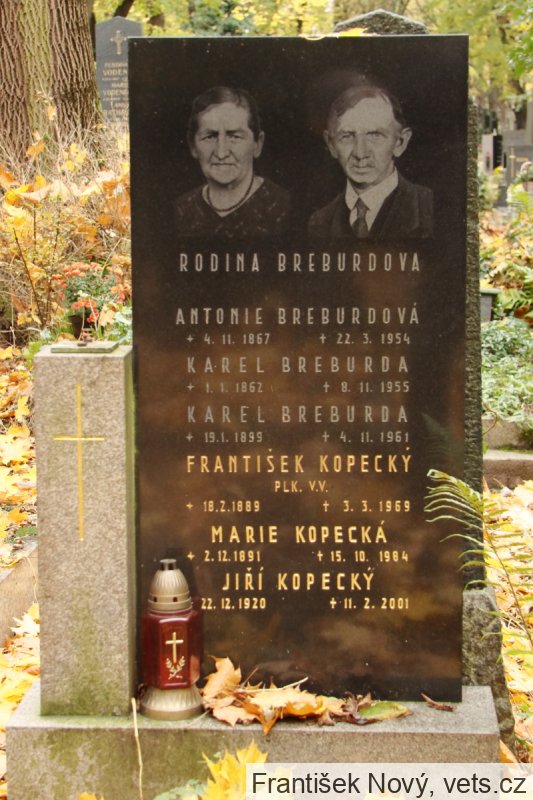 RODINA BREBURDOVA
ANTONIE BREBURDOVÁ
+ 4. 11. 1867 † 22. 3. 1954
KAREL BREBURDA
+ 1. 1. 1862 † 8. 11. 1955
KAREL BREBURDA
+ 19.1.1899 † 4. 11. 1961
FRANTIŠEK KOPECKÝ
PLK. V.V.
+ 18.2.1889 † 3. 3. 1969
MARIE KOPECKÁ
+ 2.12.1891 † 15. 10. 1984
JIŘÍ KOPECKÝ
22. 12. 1920 † 11. 2. 2001
František Nový, vets.cz